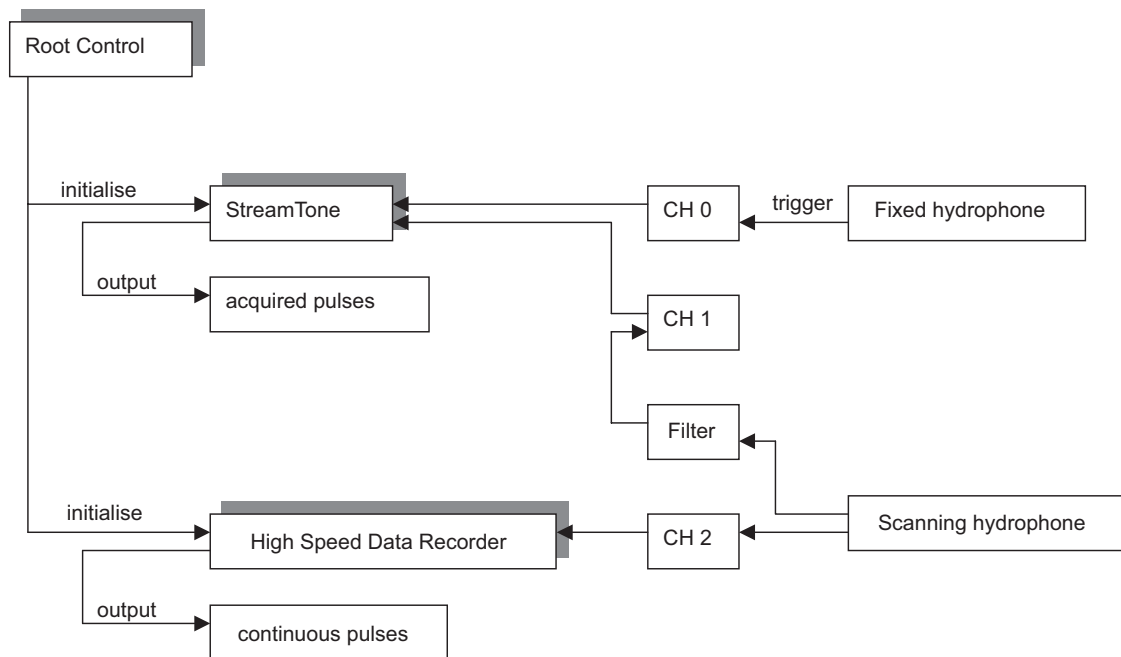 Root Control
initialise
StreamTone
CH 0
trigger
Fixed hydrophone
output
acquired pulses
CH 1
Filter
initialise
High Speed Data Recorder
CH 2
Scanning hydrophone
output
continuous pulses